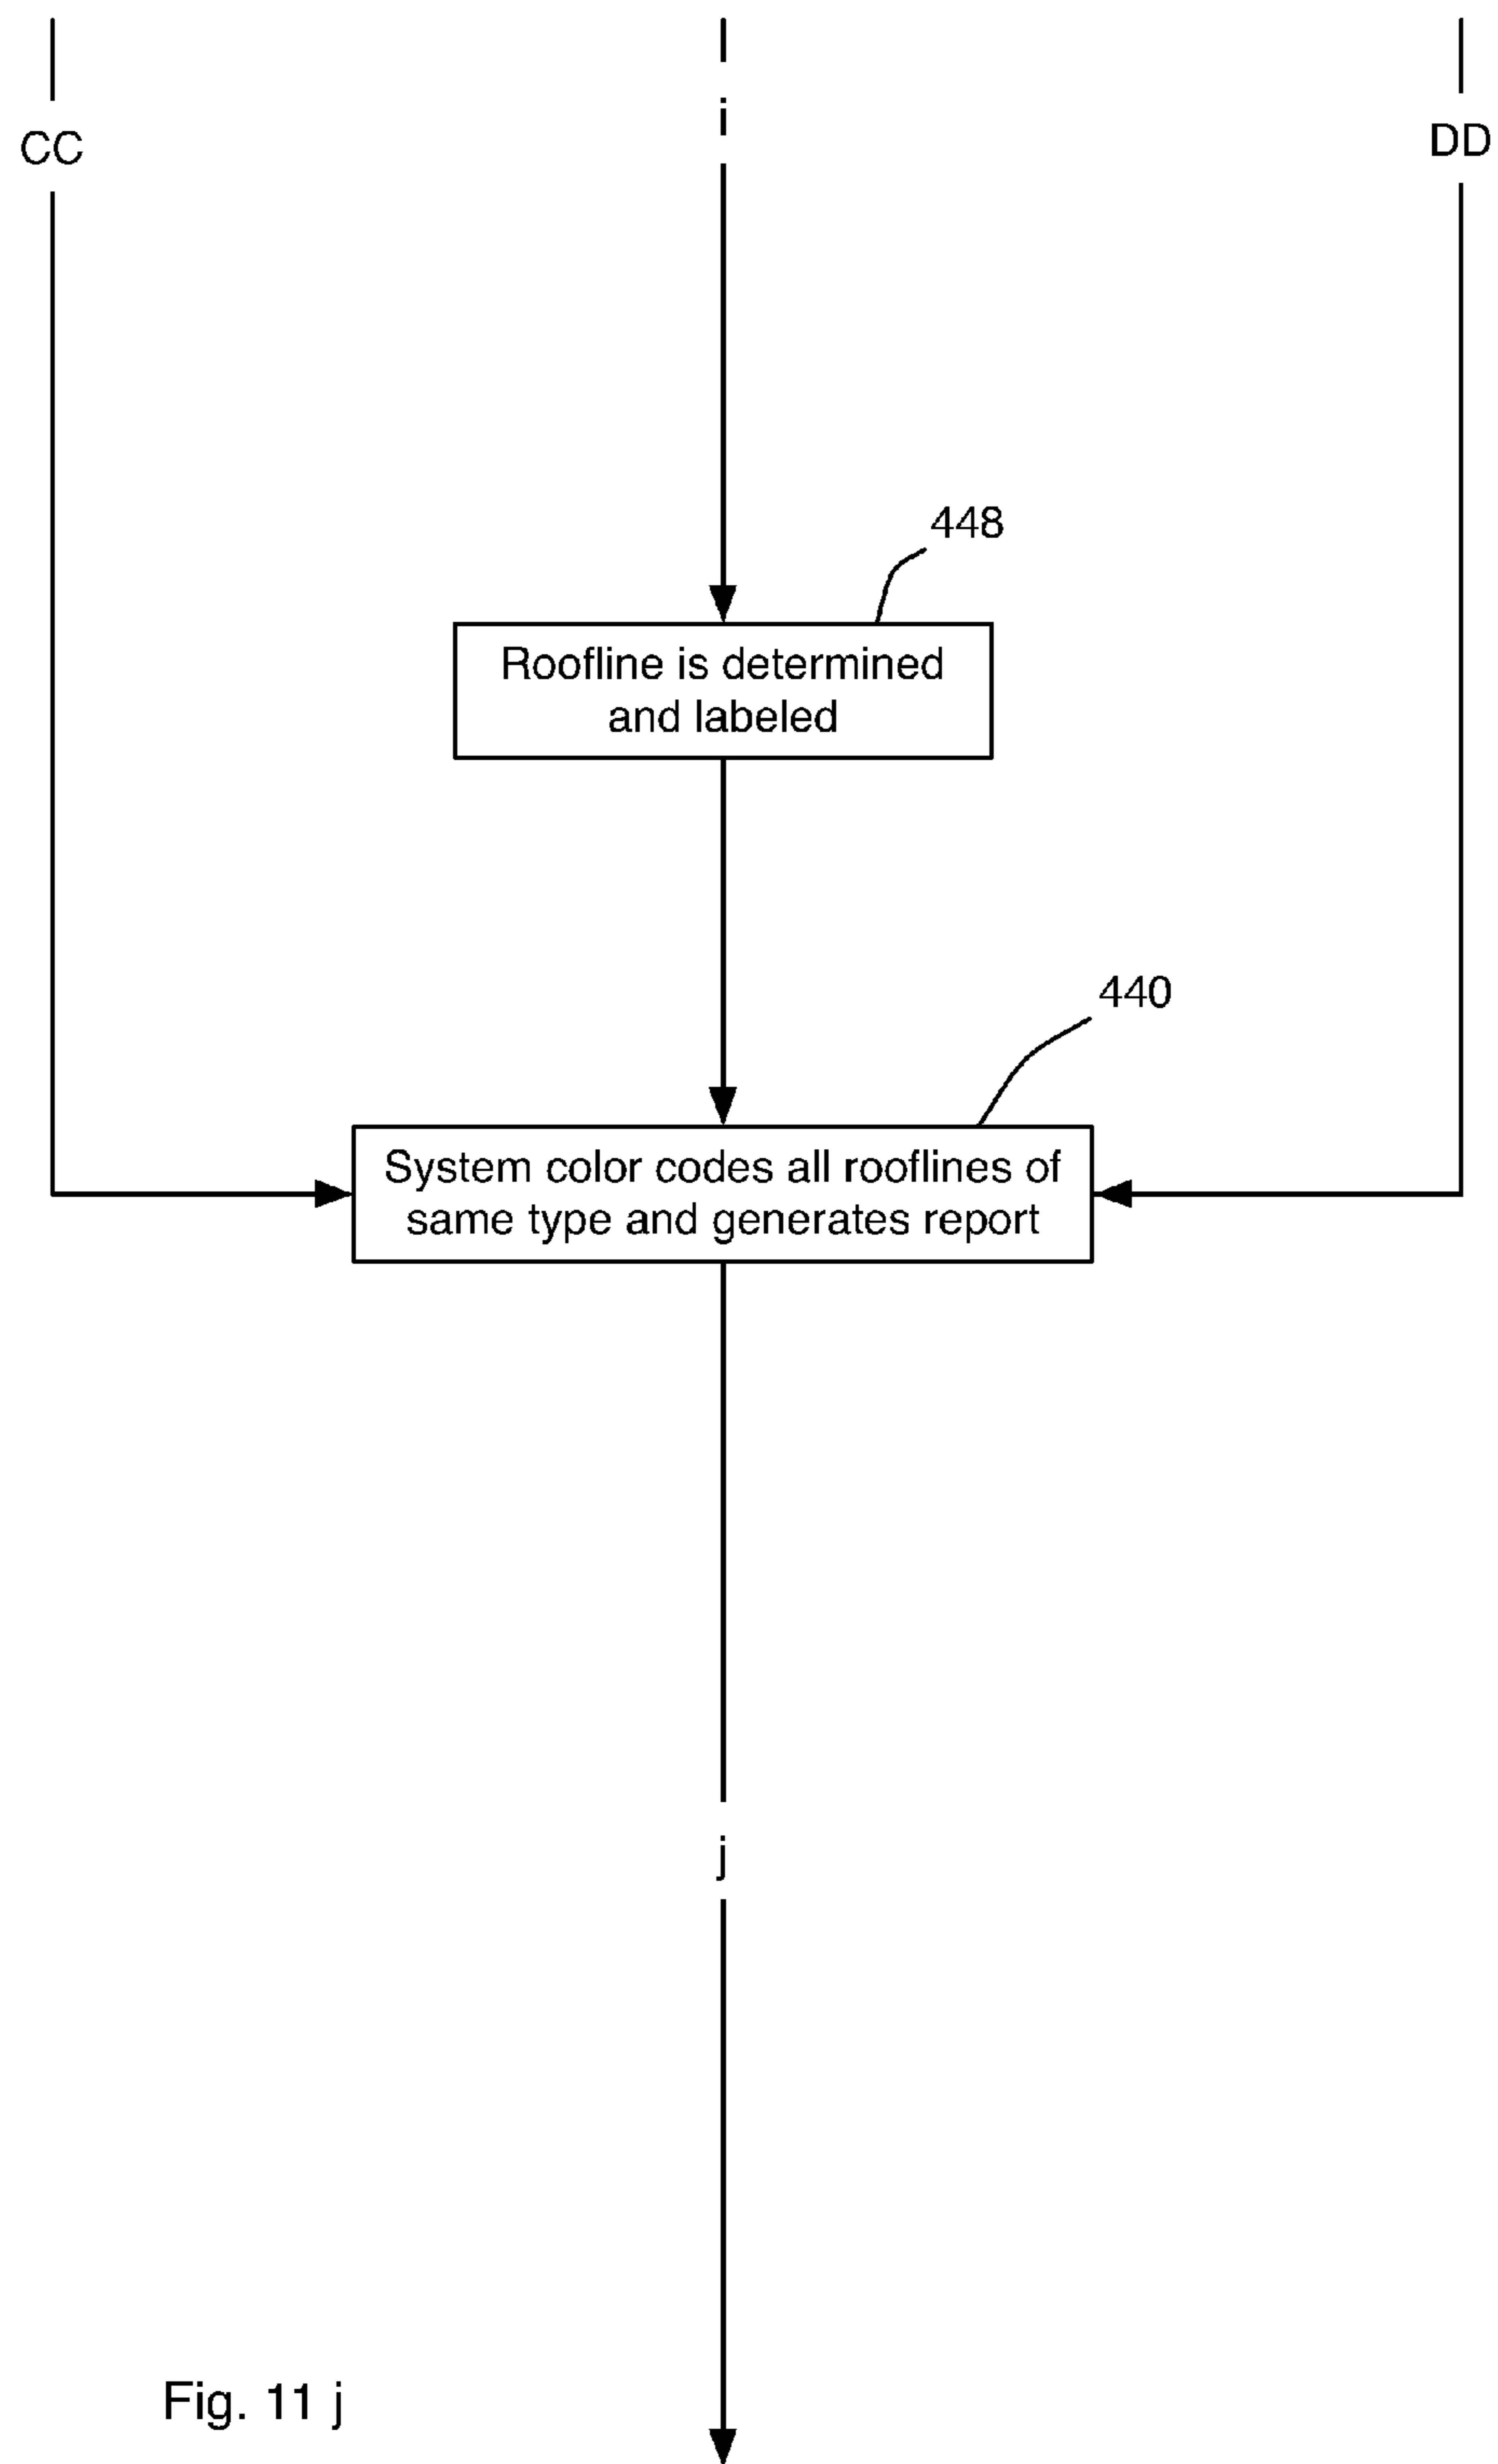 i
CC
DD
448
Roofline is determined
and labeled
440
System color codes all rooflines of
same type and generates report
j
Fig. 11 j